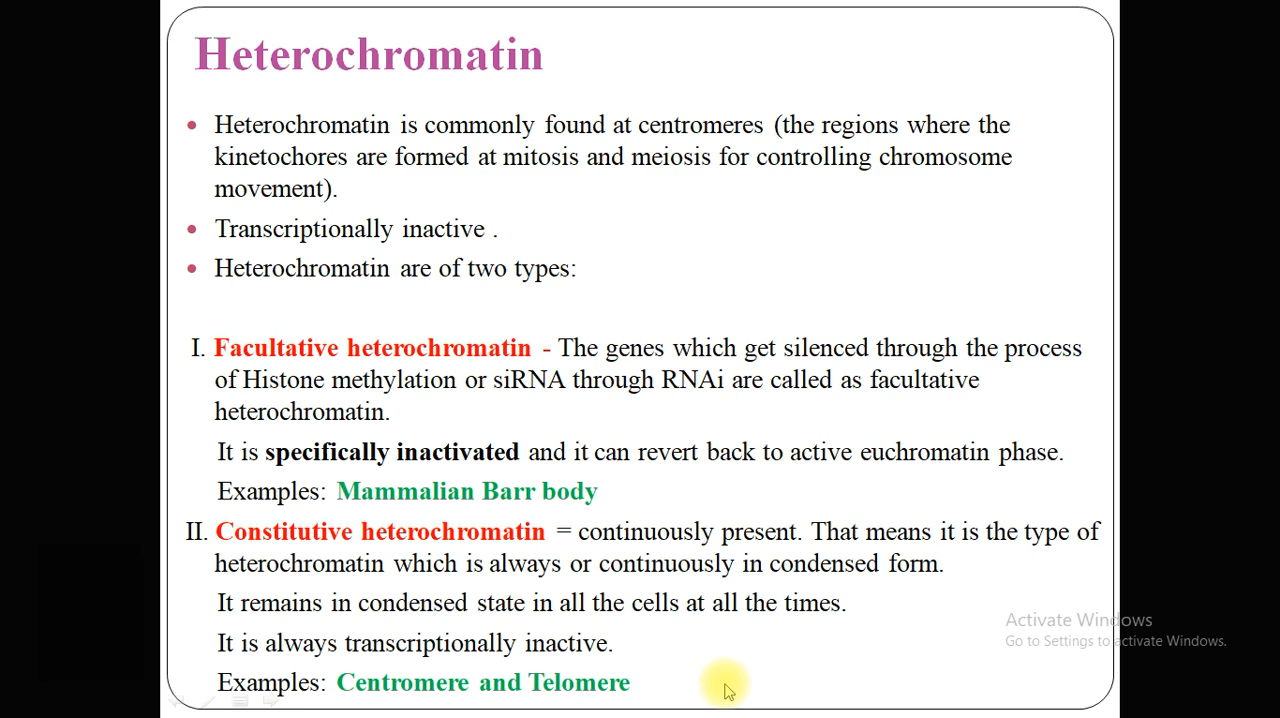 Heterochromatin
• Heterochromatin is commonly found at centromeres (the regions where the
kinetochores are formed at mitosis and meiosis for controlling chromosome
movement).
• Transcriptionally inactive .
• Heterochromatin are of two types:
I. Facultative heterochromatin - The genes which get silenced through the process
of Histone methylation or siRNA through RNAi are called as facultative
heterochromatin.
It is specifically inactivated and it can revert back to active euchromatin phase.
Examples: Mammalian Barr body
II. Constitutive heterochromatin = continuously present. That means it is the type of
heterochromatin which is always or continuously in condensed form.
It remains in condensed state in all the cells at all the times.
It is always transcriptionally inactive.
Examples: Centromere and Telomere
Activate Windows
Go to Settings to activate Windows.